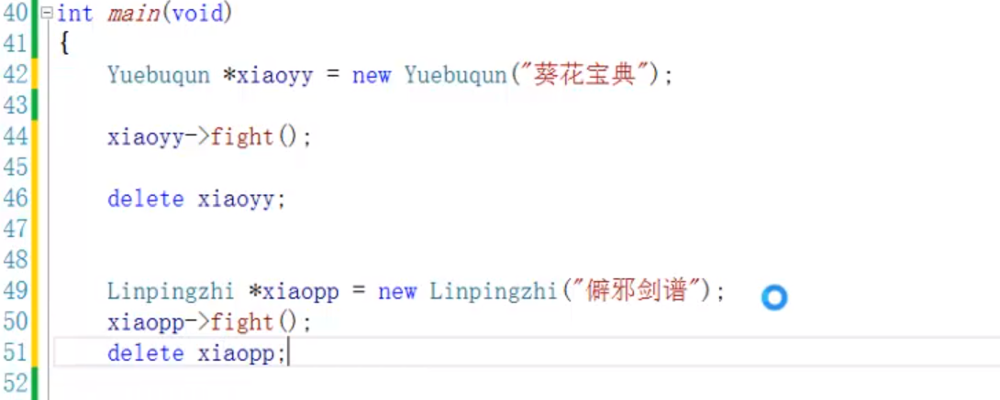 40 int main(void)
41 {
42 Yuebuqun *xiaoyy = new Yuebuqun("葵花宝典");
43
44 xiaoyy->fight();
45
46 delete xiaoyy;
47
48
49 Linpingzhi *xiaopp = new Linpingzhi("僻邪剑谱");
50 xiaopp->fight();
51 delete xiaopp;
52